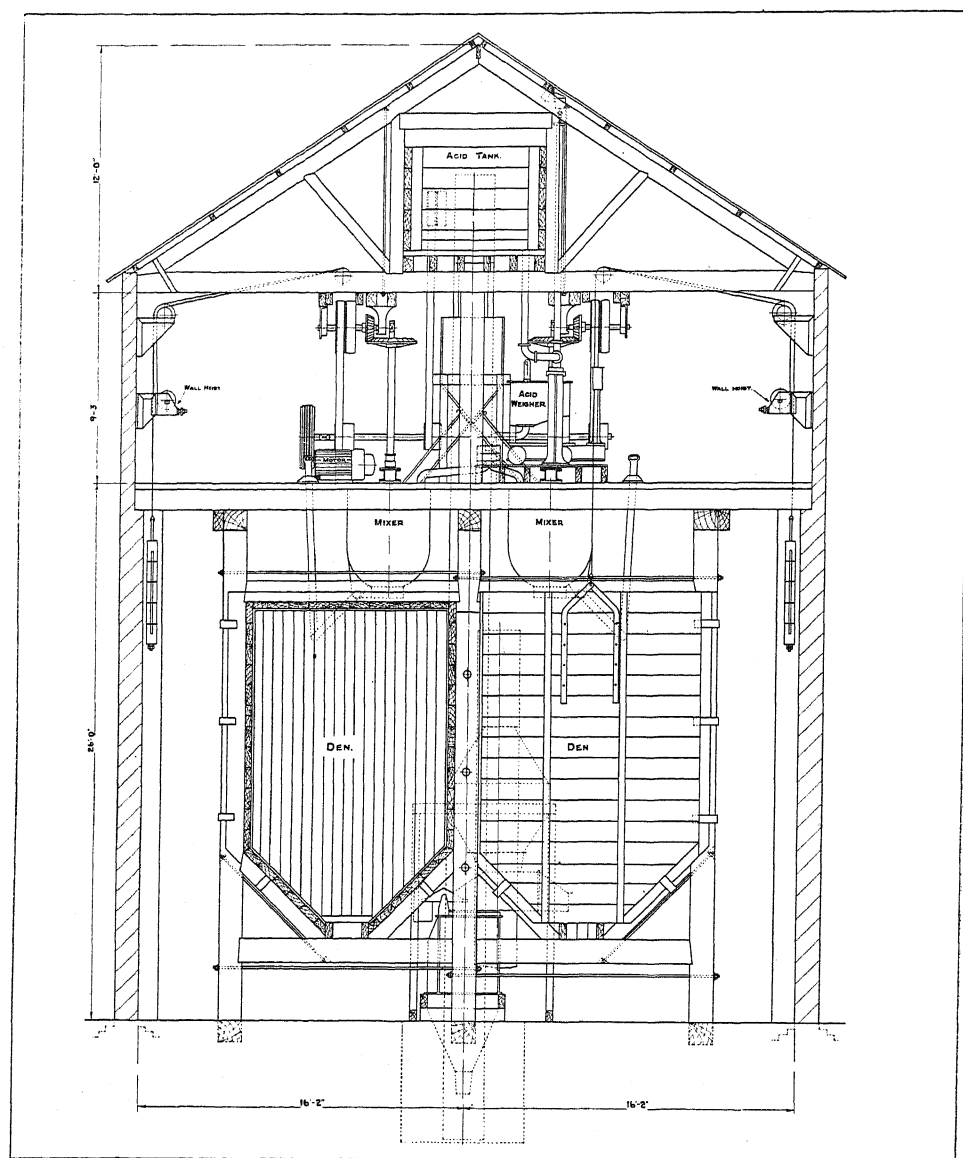 12'-0"
ACID TANK.
9-3
WALL HOIST
WALL HOIST
ACID
WEIGHER
MOTOR
MIXER
MIXER
26'-0"
DEN.
DEN
16'-2"
16'-2"